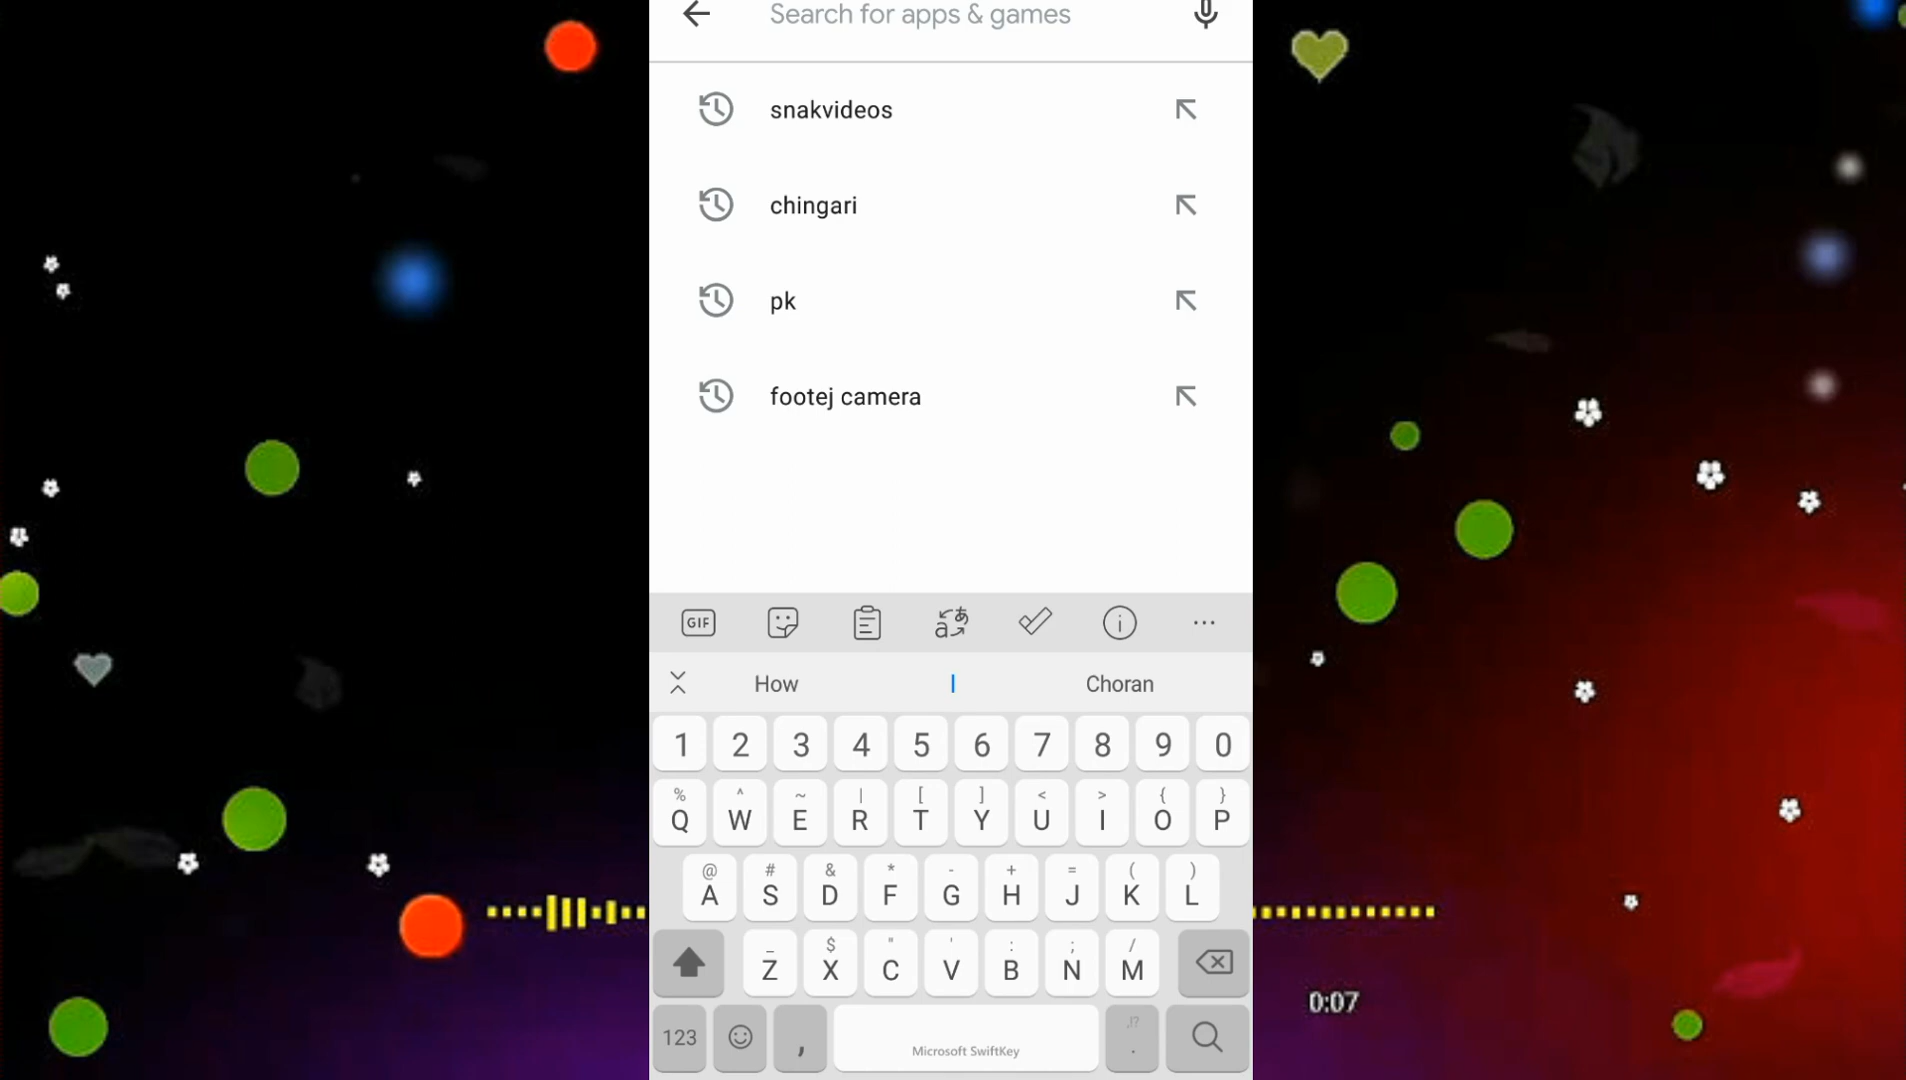 Search for apps & games
snakvideos
chingari
pk
footej camera
GIF
How I Choran
1 2 3 4 5 6 7 8 9 0
% ^ ~ | [ ] < > { }
Q W E R T Y U I O P
@ # & * - + = ( )
A S D F G H J K L
_ $ " ' : ; /
Z X C V B N M
123 , Microsoft SwiftKey .!? .
0:07